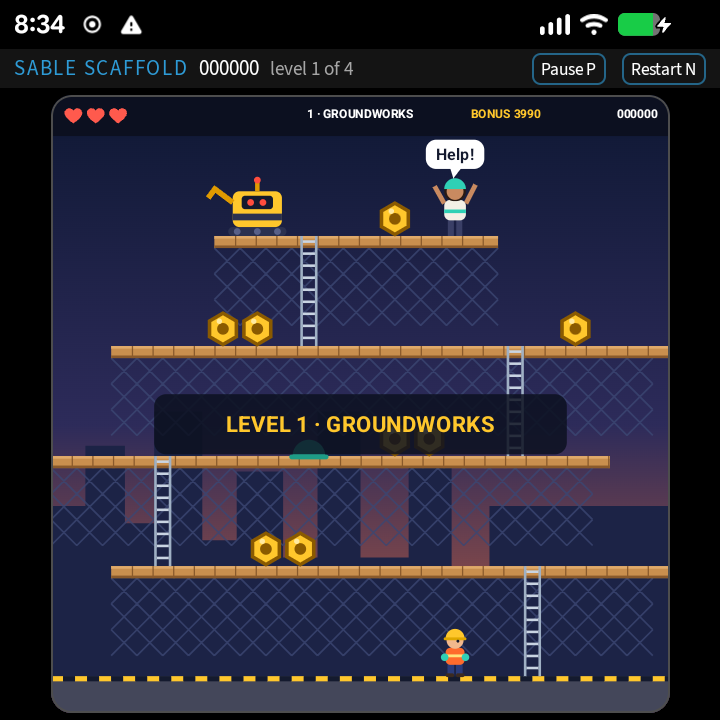 8:34
SABLE SCAFFOLD 000000 level 1 of 4 Pause P Restart N
1 · GROUNDWORKS BONUS 3990 000000
Help!
LEVEL 1 · GROUNDWORKS